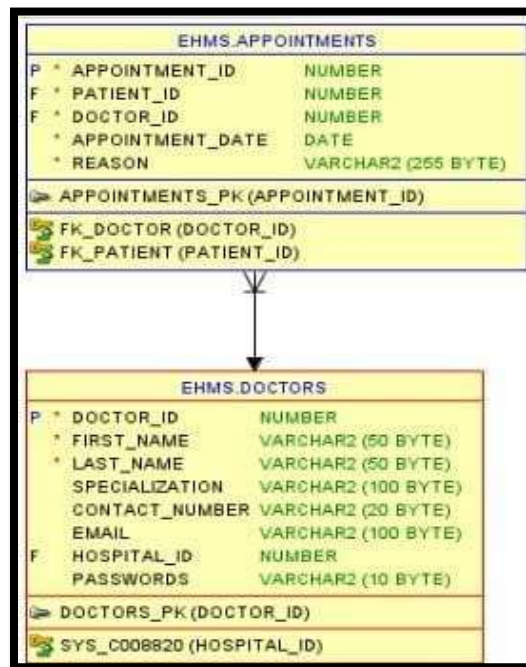 EHMS.APPOINTMENTS
P * APPOINTMENT_ID NUMBER
F * PATIENT_ID NUMBER
F * DOCTOR_ID NUMBER
* APPOINTMENT_DATE DATE
* REASON VARCHAR2 (255 BYTE)
APPOINTMENTS_PK (APPOINTMENT_ID)
FK_DOCTOR (DOCTOR_ID)
FK_PATIENT (PATIENT_ID)
EHMS.DOCTORS
P * DOCTOR_ID NUMBER
* FIRST_NAME VARCHAR2 (50 BYTE)
* LAST_NAME VARCHAR2 (50 BYTE)
SPECIALIZATION VARCHAR2 (100 BYTE)
CONTACT_NUMBER VARCHAR2 (20 BYTE)
EMAIL VARCHAR2 (100 BYTE)
F HOSPITAL_ID NUMBER
PASSWORDS VARCHAR2 (10 BYTE)
DOCTORS_PK (DOCTOR_ID)
SYS_C008820 (HOSPITAL_ID)